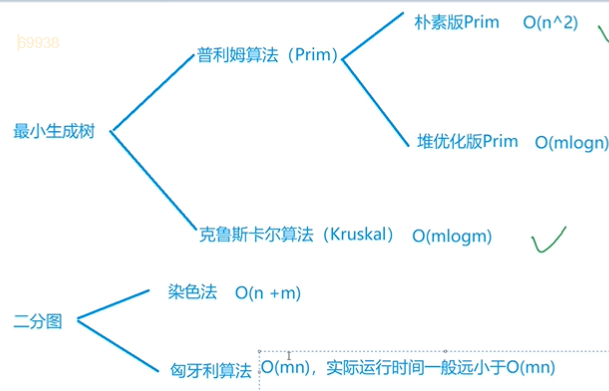 69938
朴素版Prim O(n^2)
普利姆算法（Prim）
最小生成树
堆优化版Prim O(mlogn)
克鲁斯卡尔算法（Kruskal） O(mlogm)
染色法 O(n +m)
二分图
匈牙利算法 O(mn)，实际运行时间一般远小于O(mn)